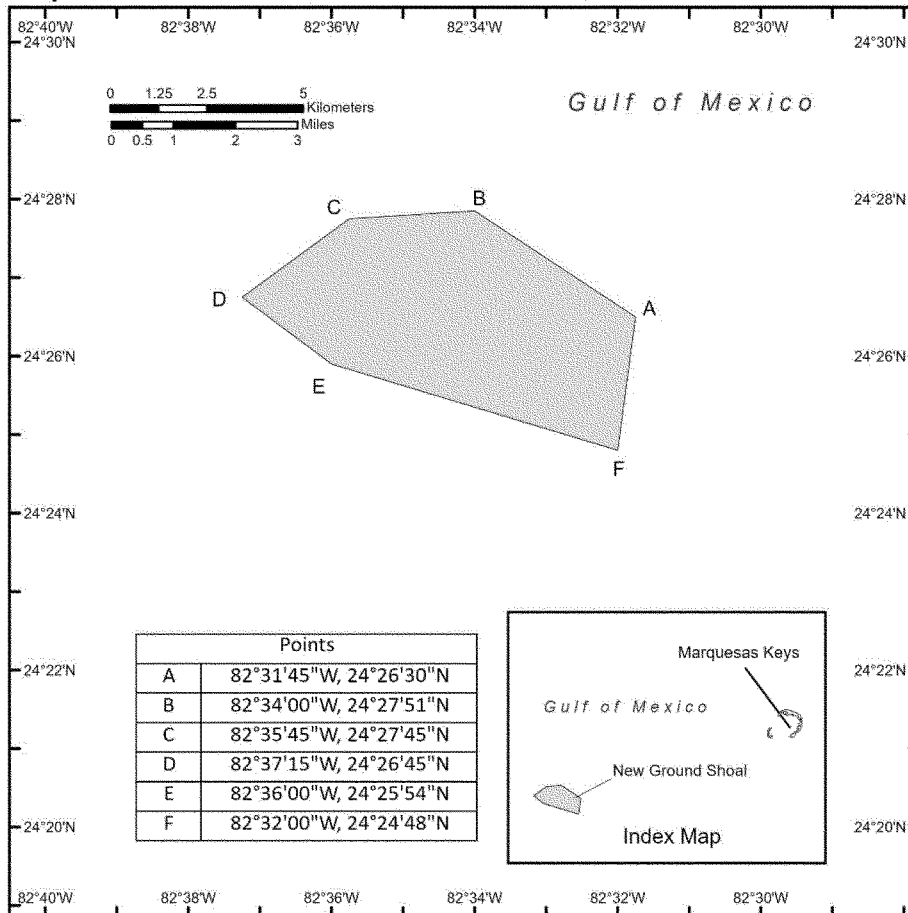 82°40'W 82°38'W 82°36'W 82°34'W 82°32'W 82°30'W
24°30'N 24°30'N
0 1.25 2.5 5
Kilometers
Miles
0 0.5 1 2 3
Gulf of Mexico
24°28'N 24°28'N
C B
D A
24°26'N 24°26'N
E
F
24°24'N 24°24'N
Points
A 82°31'45"W, 24°26'30"N
B 82°34'00"W, 24°27'51"N
C 82°35'45"W, 24°27'45"N
D 82°37'15"W, 24°26'45"N
E 82°36'00"W, 24°25'54"N
F 82°32'00"W, 24°24'48"N
Marquesas Keys
Gulf of Mexico
New Ground Shoal
Index Map
24°22'N 24°22'N
24°20'N 24°20'N
82°40'W 82°38'W 82°36'W 82°34'W 82°32'W 82°30'W